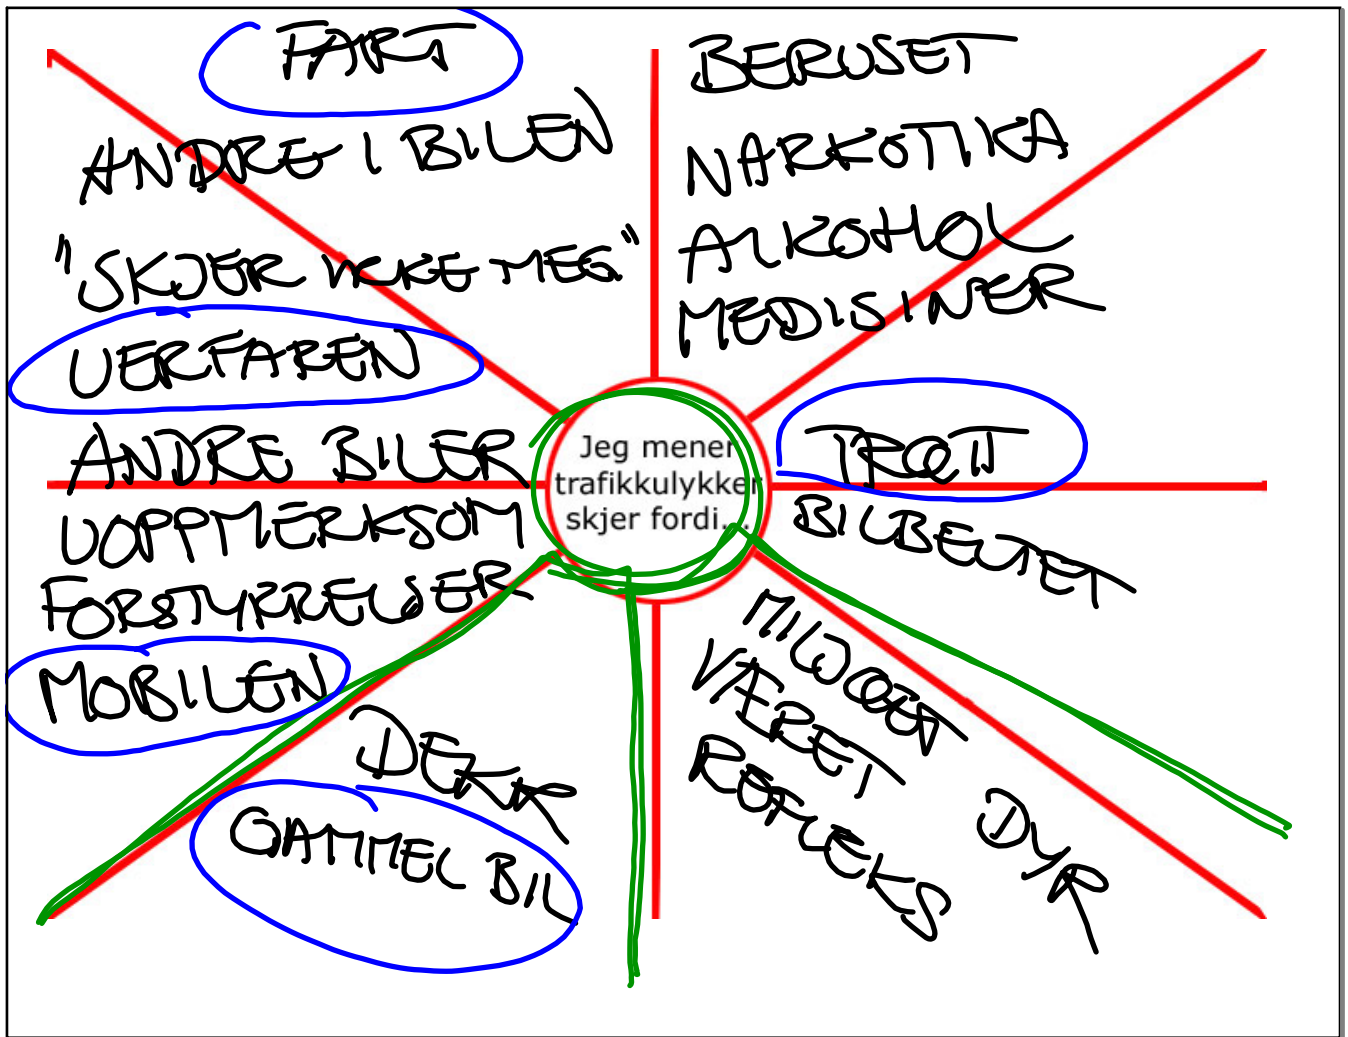 FART
ANDRE I BILEN
"SKJER IKKE MEG"
UERFAREN
ANDRE BILER
UOPPMERKSOM
FORSTYRRELSER
MOBILEN
DEKK
GAMMEL BIL
BERUSET
NARKOTIKA
ALKOHOL
MEDISINER
Jeg mener
trafikkulykker
skjer fordi...
TRØTT
BILBELTET
MILJØET
VÆRET
REFLEKS
DYR